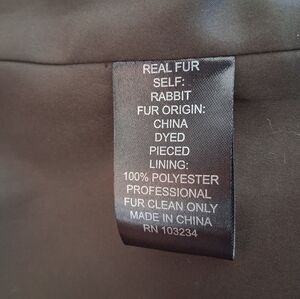 REAL FUR
SELF:
RABBIT
FUR ORIGIN:
CHINA
DYED
PIECED
LINING:
100% POLYESTER
PROFESSIONAL
FUR CLEAN ONLY
MADE IN CHINA
RN 103234